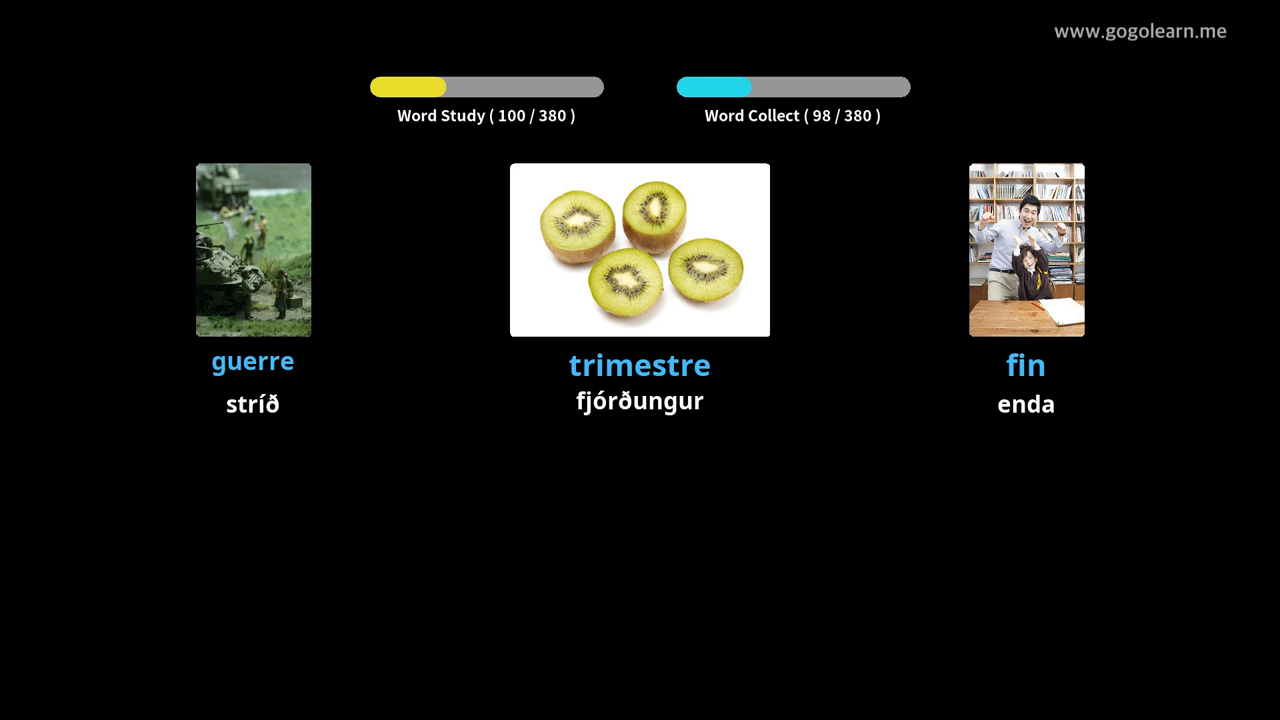 www.gogolearn.me
Word Study ( 100 / 380 )
Word Collect ( 98 / 380 )
guerre
stríð
trimestre
fjórðungur
fin
enda